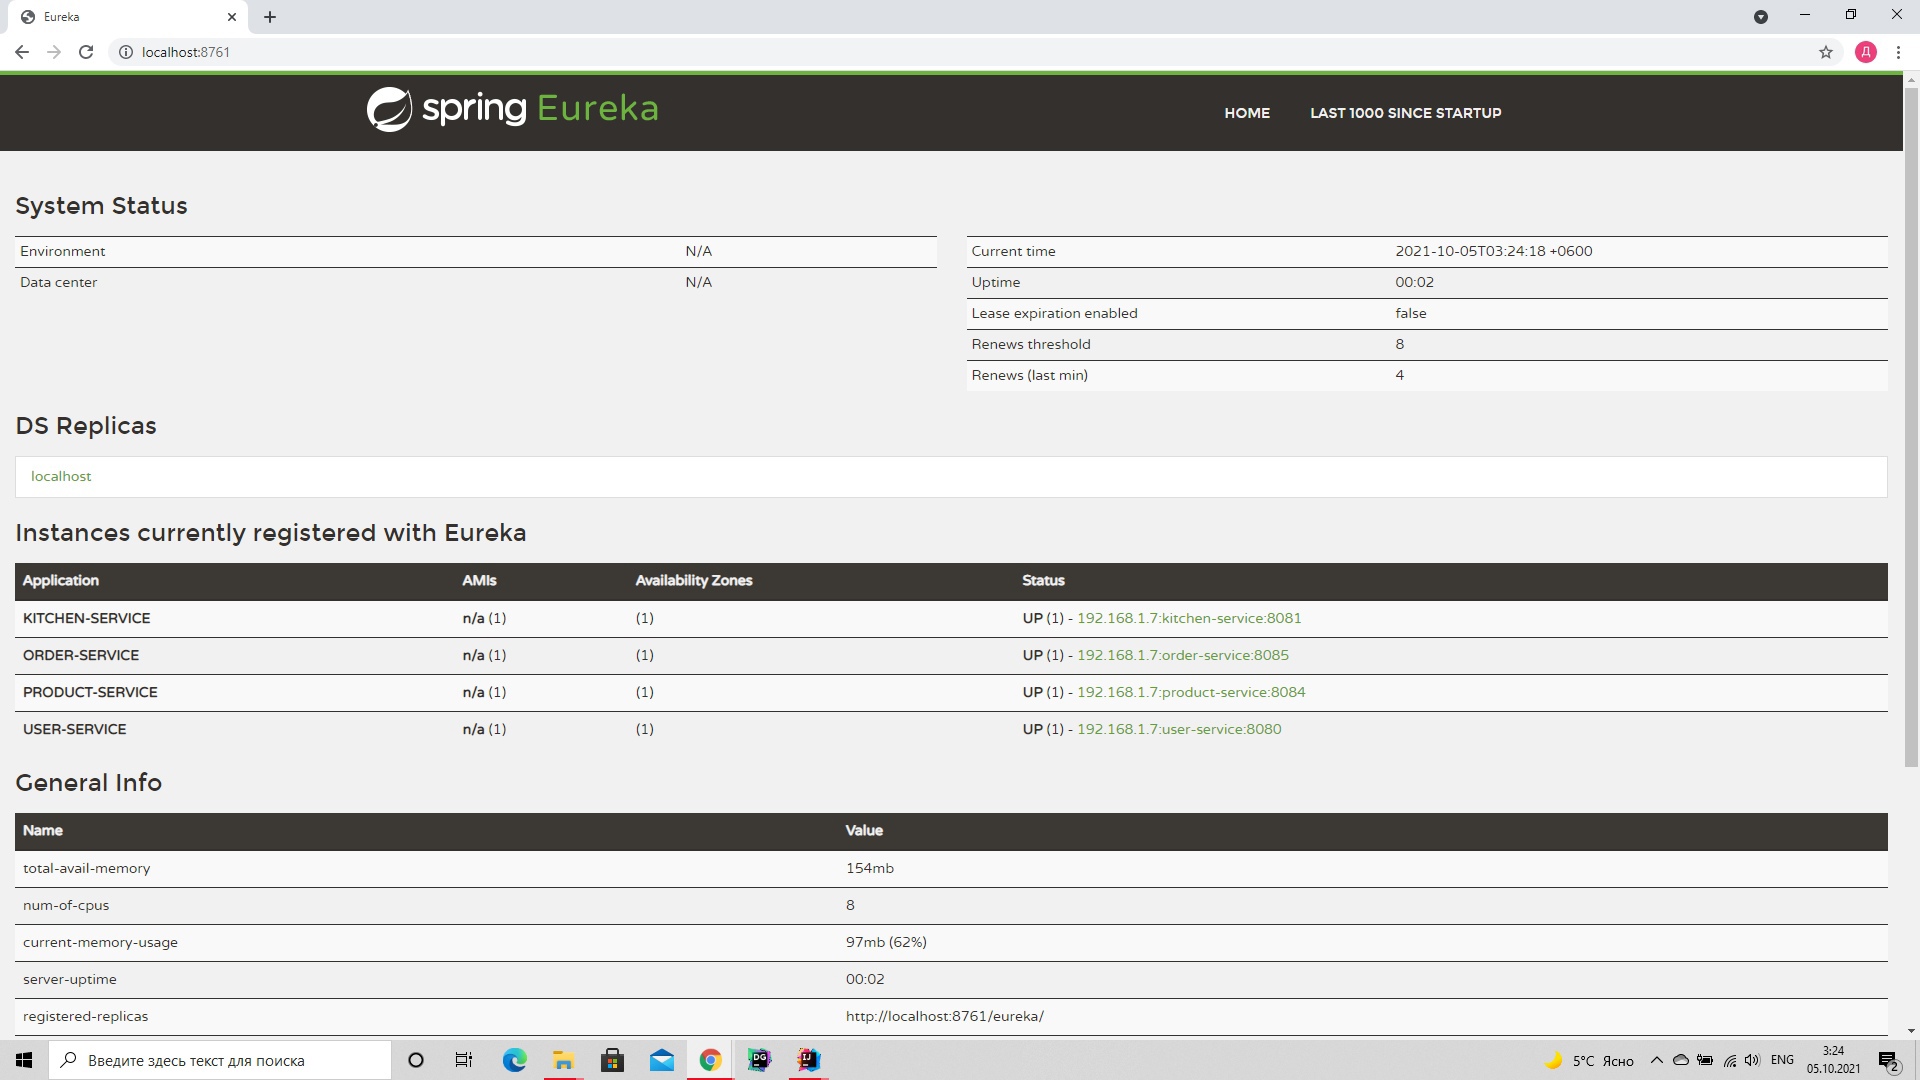 Eureka
localhost:8761
Д
spring Eureka
HOME LAST 1000 SINCE STARTUP
System Status
Environment N/A
Data center N/A
Current time 2021-10-05T03:24:18 +0600
Uptime 00:02
Lease expiration enabled false
Renews threshold 8
Renews (last min) 4
DS Replicas
localhost
Instances currently registered with Eureka
Application AMIs Availability Zones Status
KITCHEN-SERVICE n/a (1) (1) UP (1) - 192.168.1.7:kitchen-service:8081
ORDER-SERVICE n/a (1) (1) UP (1) - 192.168.1.7:order-service:8085
PRODUCT-SERVICE n/a (1) (1) UP (1) - 192.168.1.7:product-service:8084
USER-SERVICE n/a (1) (1) UP (1) - 192.168.1.7:user-service:8080
General Info
Name Value
total-avail-memory 154mb
num-of-cpus 8
current-memory-usage 97mb (62%)
server-uptime 00:02
registered-replicas http://localhost:8761/eureka/
Введите здесь текст для поиска
DG
IJ
5°C Ясно
ENG
3:24
05.10.2021
2